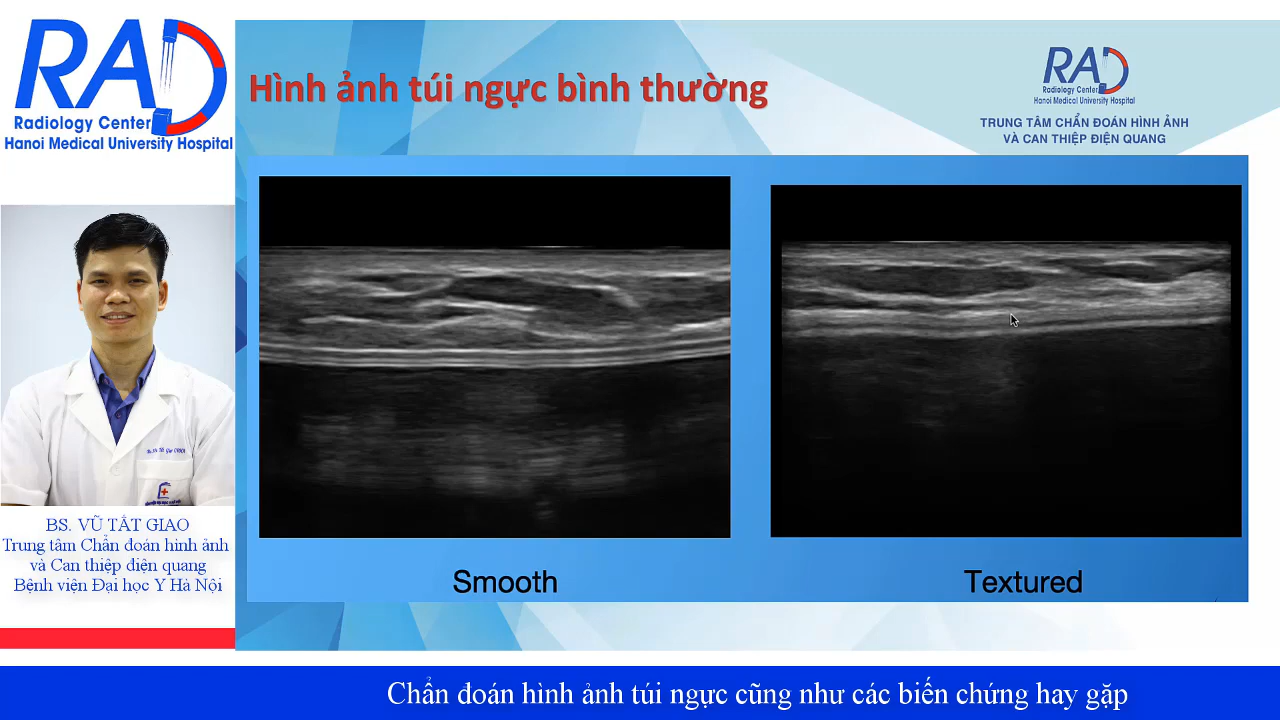 RAD
Radiology Center
Hanoi Medical University Hospital
Hình ảnh túi ngực bình thường
RAD
Radiology Center
Hanoi Medical University Hospital
TRUNG TÂM CHẨN ĐOÁN HÌNH ẢNH
VÀ CAN THIỆP ĐIỆN QUANG
Smooth
Textured
BS. VŨ TẤT GIAO
Trung tâm Chẩn đoán hinh ảnh
và Can thiệp điện quang
Bệnh viện Đại học Y Hà Nội
Chẩn đoán hình ảnh túi ngực cũng như các biến chứng hay gặp